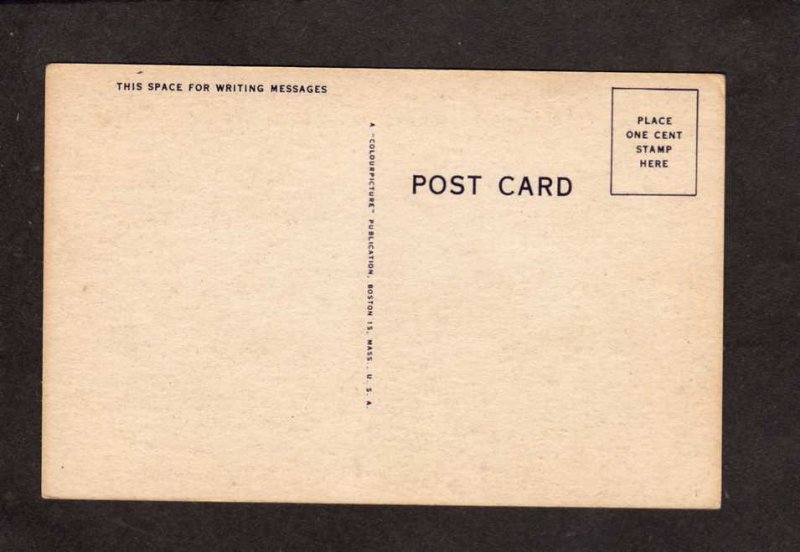 THIS SPACE FOR WRITING MESSAGES
A "COLOURPICTURE" PUBLICATION, BOSTON 15, MASS., U. S. A.
POST CARD
PLACE
ONE CENT
STAMP
HERE